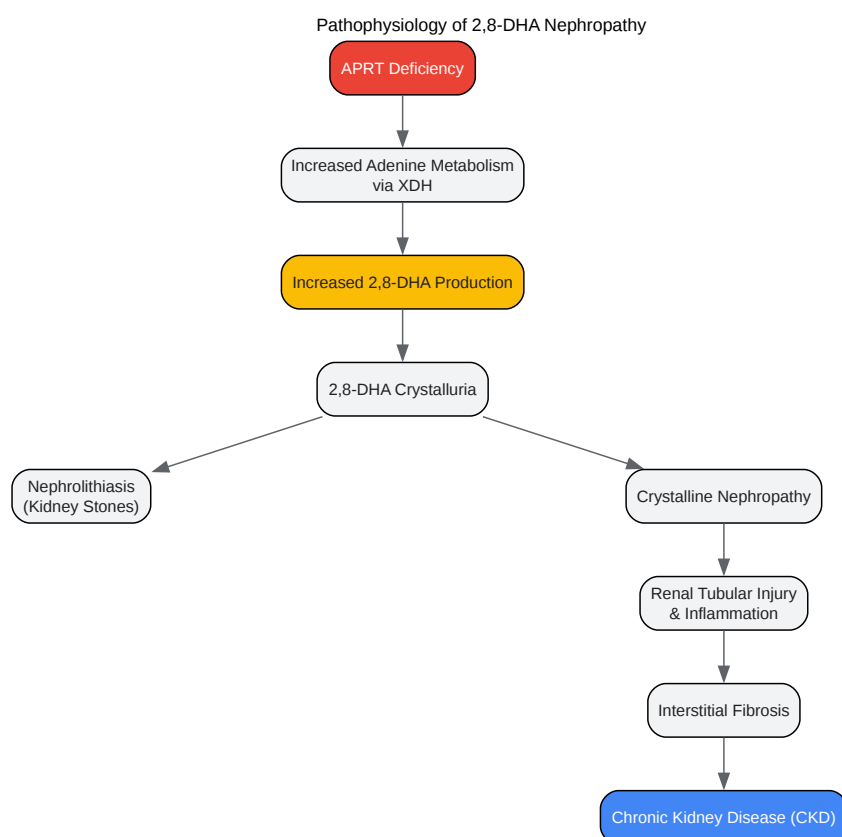 Pathophysiology of 2,8-DHA Nephropathy
APRT Deficiency
Increased Adenine Metabolism
via XDH
Increased 2,8-DHA Production
2,8-DHA Crystalluria
Nephrolithiasis
(Kidney Stones)
Crystalline Nephropathy
Renal Tubular Injury
& Inflammation
Interstitial Fibrosis
Chronic Kidney Disease (CKD)